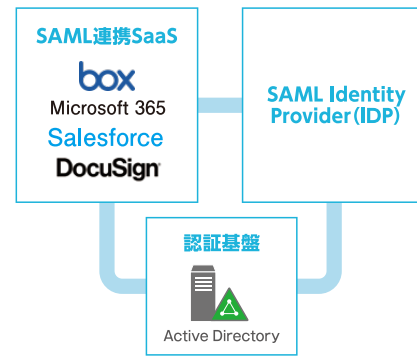 SAML連携SaaS
box
Microsoft 365
Salesforce
DocuSign
SAML Identity
Provider(IDP)
認証基盤
Active Directory